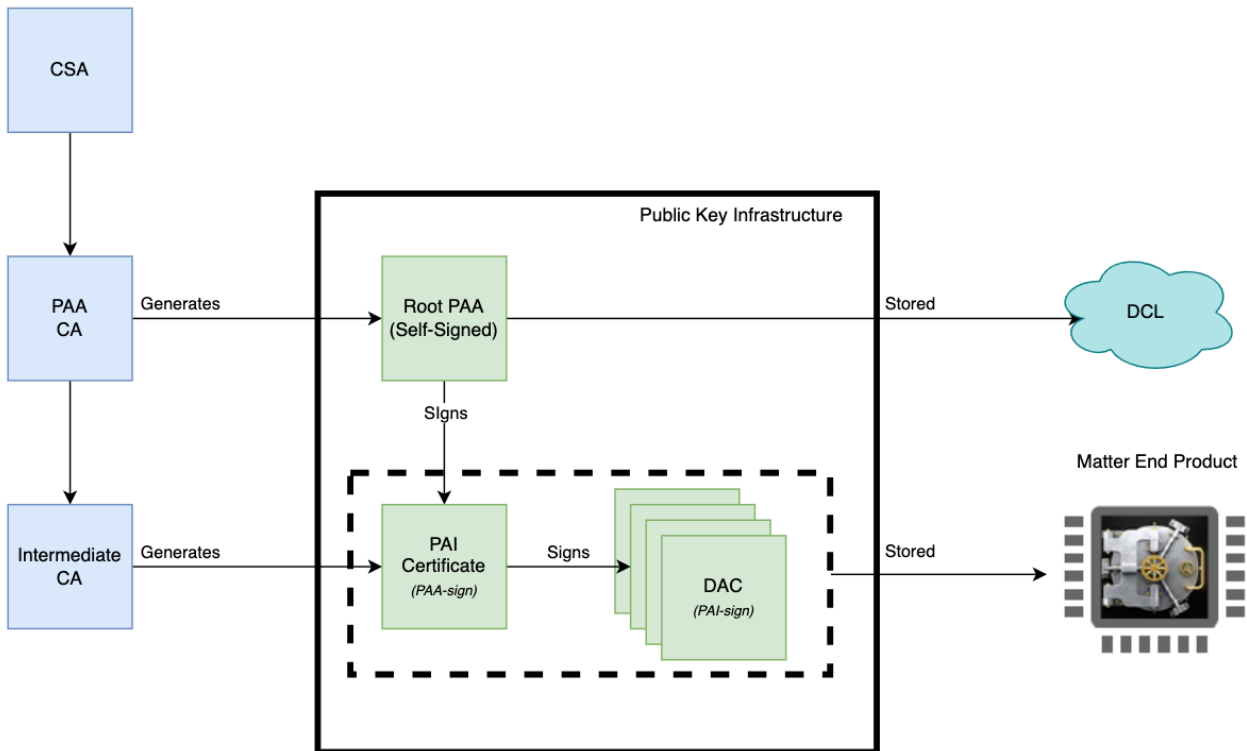 CSA
Public Key Infrastructure
PAA
CA
Generates
Root PAA
(Self-Signed)
Stored
DCL
SIgns
Matter End Product
Intermediate
CA
Generates
PAI
Certificate
(PAA-sign)
Signs
DAC
(PAI-sign)
Stored